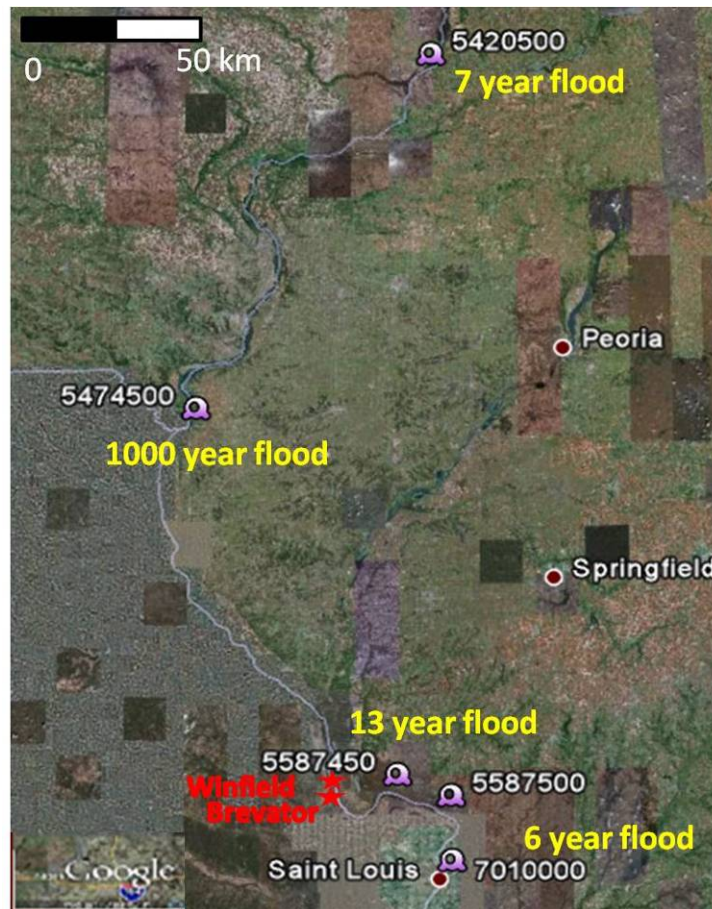 0 50 km
5420500
7 year flood
Peoria
5474500
1000 year flood
Springfield
13 year flood
5587450
Winfield
Brevator
5587500
6 year flood
Saint Louis
7010000
Google